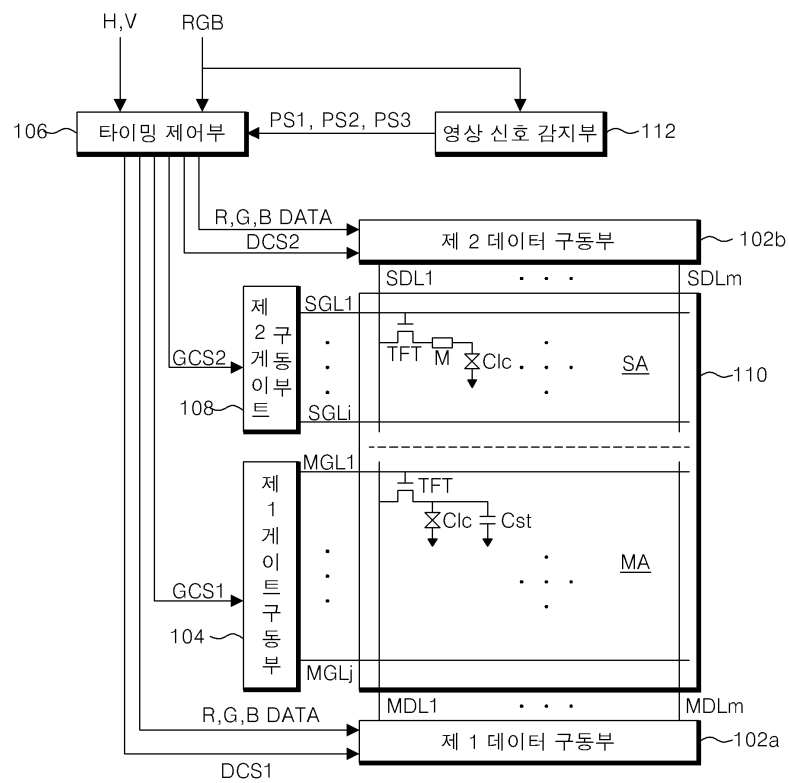 H,V
RGB
106
타이밍 제어부
PS1, PS2, PS3
영상 신호 감지부
112
R,G,B DATA
DCS2
제 2 데이터 구동부
102b
SDL1
SDLm
제2게이트
구동부
SGL1
GCS2
TFT
M
Clc
SA
110
108
SGLi
MGL1
제1게이트구동부
TFT
Clc
Cst
MA
GCS1
104
MGLj
MDL1
MDLm
R,G,B DATA
제 1 데이터 구동부
102a
DCS1